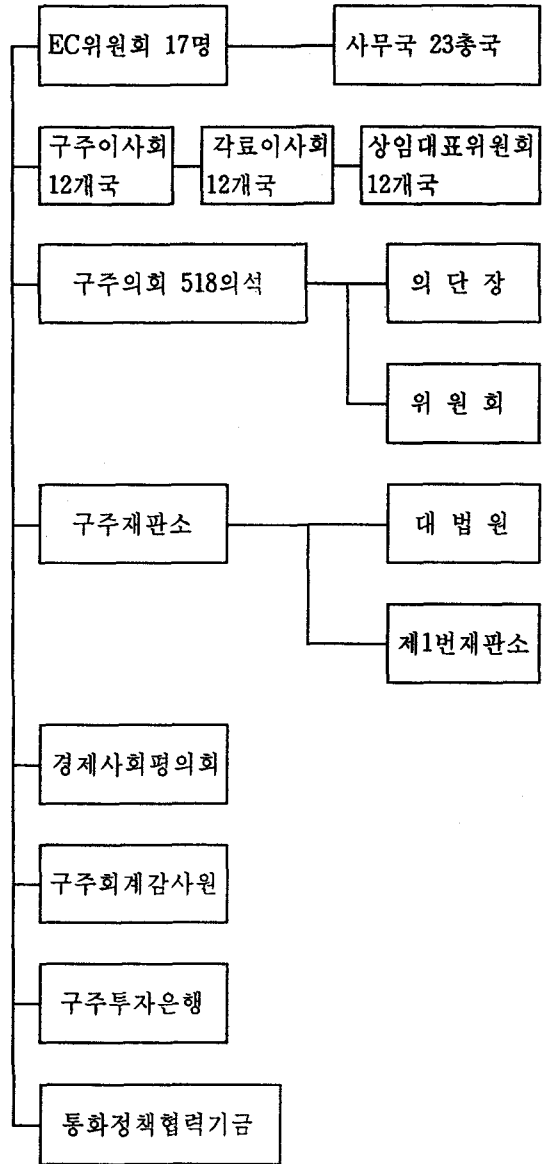 EC위원회 17명
사무국 23총국
구주이사회
12개국
각료이사회
12개국
상임대표위원회
12개국
구주의회 518의석
의 단 장
위 원 회
구주재판소
대 법 원
제1번재판소
경제사회평의회
구주회계감사원
구주투자은행
통화정책협력기금